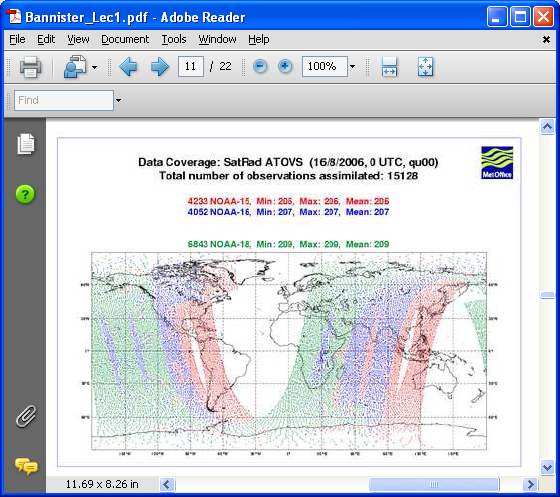 Bannister_Lec1.pdf - Adobe Reader
File Edit View Document Tools Window Help
11 / 22 100%
Find
Data Coverage: SatRad ATOVS (16/8/2006, 0 UTC, qu00)
Total number of observations assimilated: 15128
Met Office
4233 NOAA-15, Min: 206, Max: 206, Mean: 206
4052 NOAA-16, Min: 207, Max: 207, Mean: 207
6843 NOAA-18, Min: 209, Max: 209, Mean: 209
11.69 x 8.26 in